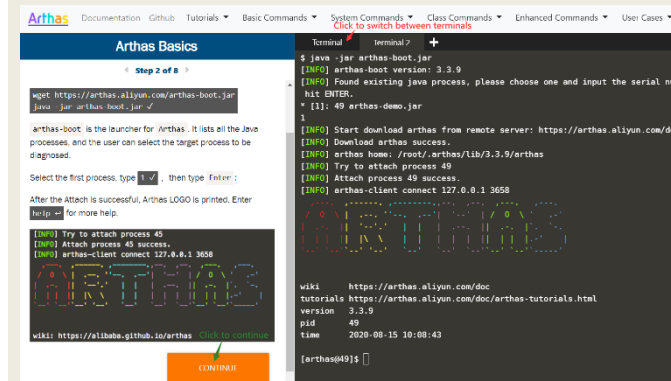 Arthas Documentation Github Tutorials Basic Commands System Commands Class Commands Enhanced Commands User Cases
Click to switch between terminals
Arthas Basics
Step 2 of 8
wget https://arthas.aliyun.com/arthas-boot.jar
java -jar arthas-boot.jar
arthas-boot is the launcher for Arthas. It lists all the Java
processes, and the user can select the target process to be
diagnosed.
Select the first process, type 1 , then type Enter :
After the Attach is successful, Arthas LOGO is printed. Enter
help for more help.
[INFO] Try to attach process 45
[INFO] Attach process 45 success.
[INFO] arthas-client connect 127.0.0.1 3658
wiki: https://alibaba.github.io/arthas
Click to continue
CONTINUE
Terminal Terminal 2 +
$ java -jar arthas-boot.jar
[INFO] arthas-boot version: 3.3.9
[INFO] Found existing java process, please choose one and input the serial nu
hit ENTER.
* [1]: 49 arthas-demo.jar
1
[INFO] Start download arthas from remote server: https://arthas.aliyun.com/do
[INFO] Download arthas success.
[INFO] arthas home: /root/.arthas/lib/3.3.9/arthas
[INFO] Try to attach process 49
[INFO] Attach process 49 success.
[INFO] arthas-client connect 127.0.0.1 3658
wiki https://arthas.aliyun.com/doc
tutorials https://arthas.aliyun.com/doc/arthas-tutorials.html
version 3.3.9
pid 49
time 2020-08-15 10:08:43
[arthas@49]$